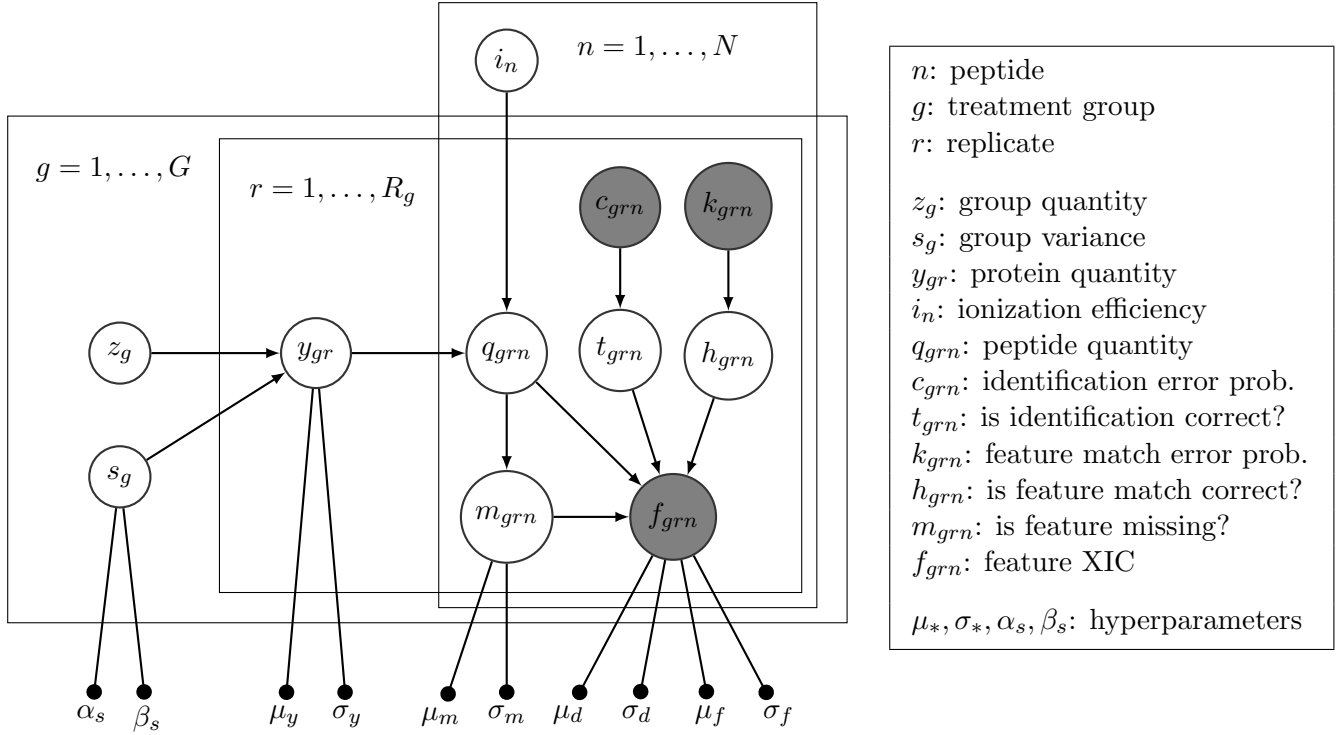 i_n
n = 1, . . . , N
g = 1, . . . , G
r = 1, . . . , R_g
c_grn
k_grn
z_g
y_gr
q_grn
t_grn
h_grn
s_g
m_grn
f_grn
α_s
β_s
μ_y
σ_y
μ_m
σ_m
μ_d
σ_d
μ_f
σ_f
n: peptide
g: treatment group
r: replicate
z_g: group quantity
s_g: group variance
y_gr: protein quantity
i_n: ionization efficiency
q_grn: peptide quantity
c_grn: identification error prob.
t_grn: is identification correct?
k_grn: feature match error prob.
h_grn: is feature match correct?
m_grn: is feature missing?
f_grn: feature XIC
μ_*, σ_*, α_s, β_s: hyperparameters